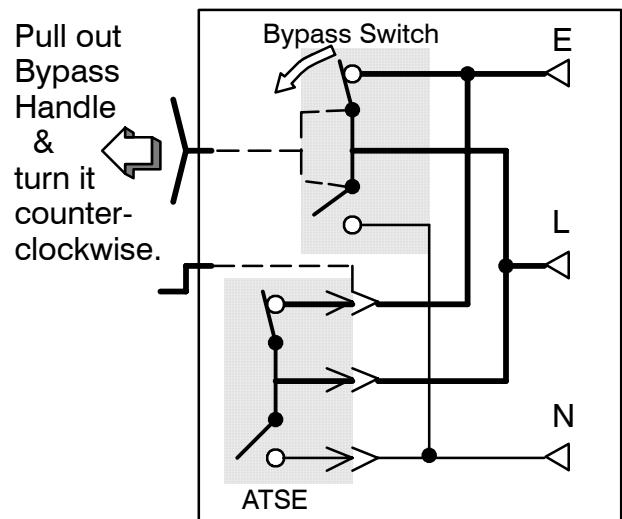 Pull out
Bypass
Handle
&
turn it
counter-
clockwise.
Bypass Switch
E
L
N
ATSE